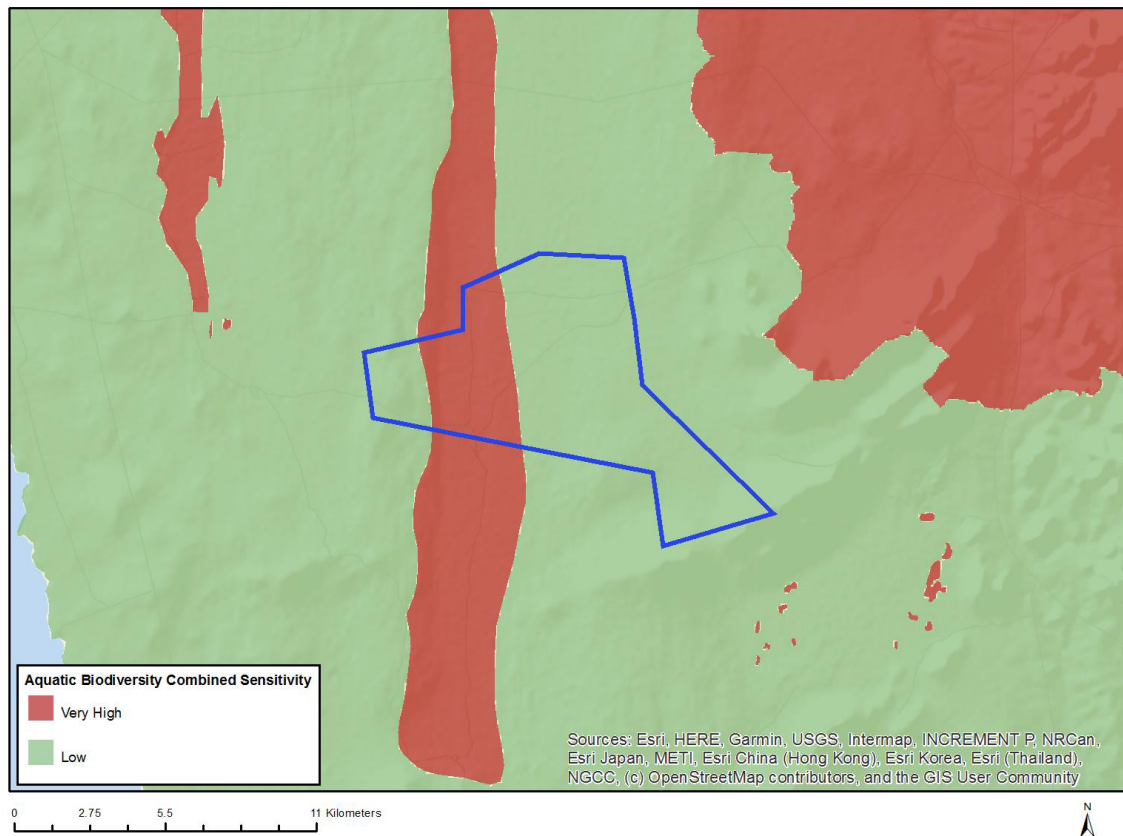 Aquatic Biodiversity Combined Sensitivity
Very High
Low
Sources: Esri, HERE, Garmin, USGS, Intermap, INCREMENT P, NRCan,
Esri Japan, METI, Esri China (Hong Kong), Esri Korea, Esri (Thailand),
NGCC, (c) OpenStreetMap contributors, and the GIS User Community
0 2.75 5.5 11 Kilometers
N